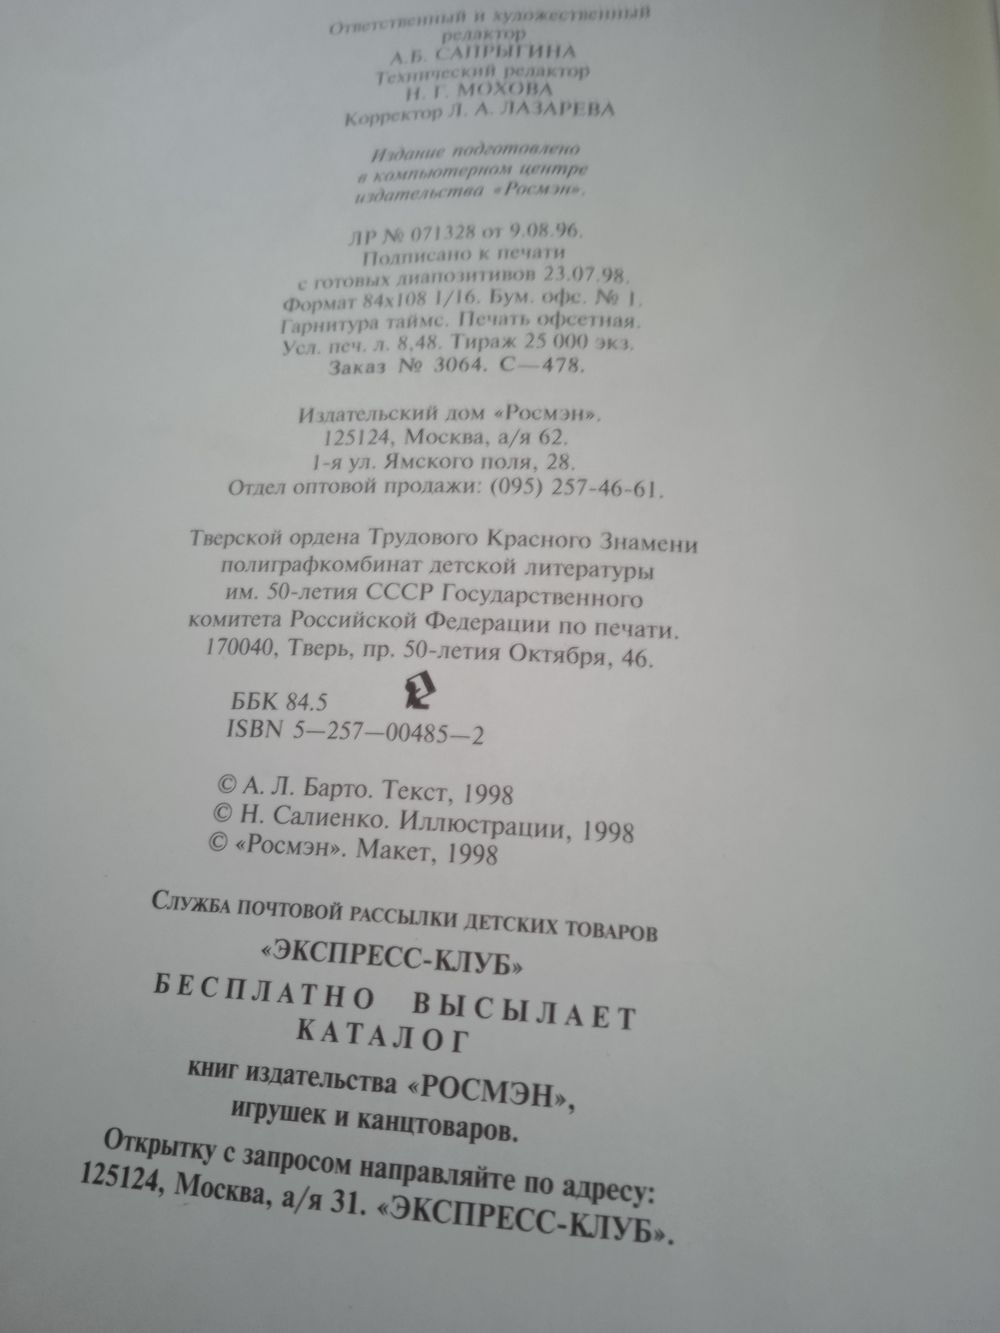 Ответственный и художественный
редактор
А.Б. САПРЫГИНА
Технический редактор
Н. Г. МОХОВА
Корректор Л. А. ЛАЗАРЕВА
Издание подготовлено
в компьютерном центре
издательства «Росмэн».
ЛР № 071328 от 9.08.96.
Подписано к печати
с готовых диапозитивов 23.07.98.
Формат 84х108 1/16. Бум. офс. № 1.
Гарнитура таймс. Печать офсетная.
Усл. печ. л. 8,48. Тираж 25 000 экз.
Заказ № 3064. С—478.
Издательский дом «Росмэн».
125124, Москва, а/я 62.
1-я ул. Ямского поля, 28.
Отдел оптовой продажи: (095) 257-46-61.
Тверской ордена Трудового Красного Знамени
полиграфкомбинат детской литературы
им. 50-летия СССР Государственного
комитета Российской Федерации по печати.
170040, Тверь, пр. 50-летия Октября, 46.
ББК 84.5
ISBN 5—257—00485—2
© А. Л. Барто. Текст, 1998
© Н. Салиенко. Иллюстрации, 1998
© «Росмэн». Макет, 1998
СЛУЖБА ПОЧТОВОЙ РАССЫЛКИ ДЕТСКИХ ТОВАРОВ
«ЭКСПРЕСС-КЛУБ»
БЕСПЛАТНО ВЫСЫЛАЕТ
КАТАЛОГ
книг издательства «РОСМЭН»,
игрушек и канцтоваров.
Открытку с запросом направляйте по адресу:
125124, Москва, а/я 31. «ЭКСПРЕСС-КЛУБ».